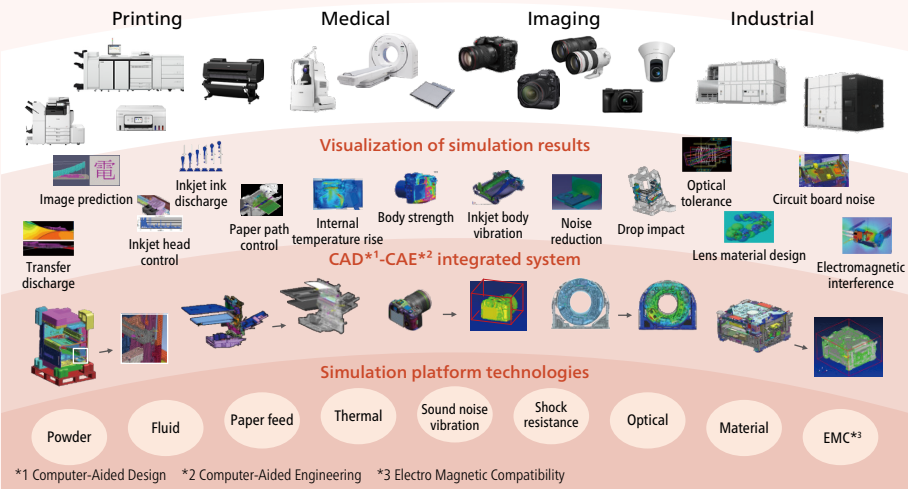 Printing
Medical
Imaging
Industrial
Visualization of simulation results
電
Image prediction
Inkjet ink
discharge
Transfer
discharge
Inkjet head
control
Paper path
control
Internal
temperature rise
Body strength
Inkjet body
vibration
Noise
reduction
Drop impact
Optical
tolerance
Lens material design
Circuit board noise
Electromagnetic
interference
CAD*1-CAE*2 integrated system
Simulation platform technologies
Powder
Fluid
Paper feed
Thermal
Sound noise
vibration
Shock
resistance
Optical
Material
EMC*3
*1 Computer-Aided Design *2 Computer-Aided Engineering *3 Electro Magnetic Compatibility